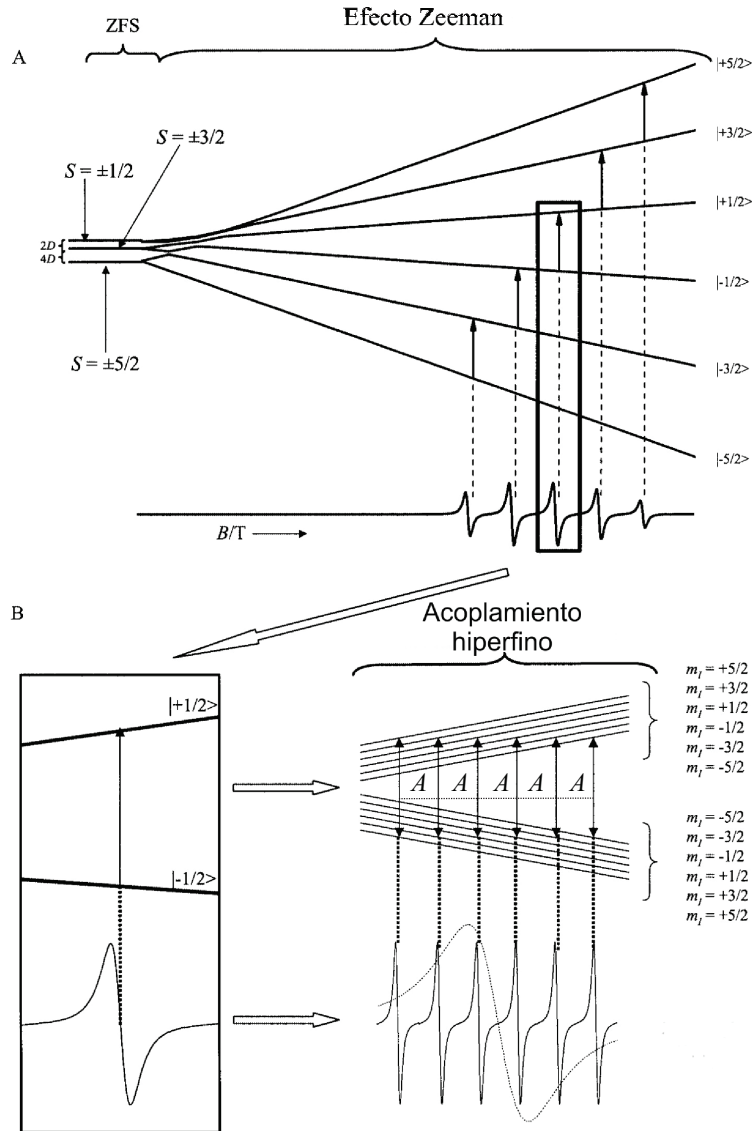 ZFS
Efecto Zeeman
A
|+5/2>
|+3/2>
S = ±3/2
S = ±1/2
|+1/2>
2D
4D
|-1/2>
S = ±5/2
|-3/2>
|-5/2>
B/T
B
Acoplamiento
hiperfino
|+1/2>
|-1/2>
A A A A A
m_I = +5/2
m_I = +3/2
m_I = +1/2
m_I = -1/2
m_I = -3/2
m_I = -5/2
m_I = -5/2
m_I = -3/2
m_I = -1/2
m_I = +1/2
m_I = +3/2
m_I = +5/2